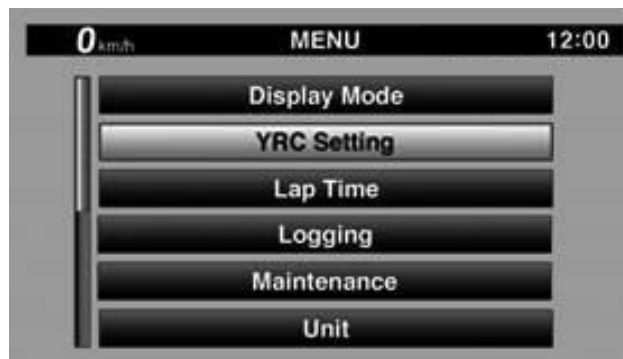 0 km/h MENU 12:00
Display Mode
YRC Setting
Lap Time
Logging
Maintenance
Unit